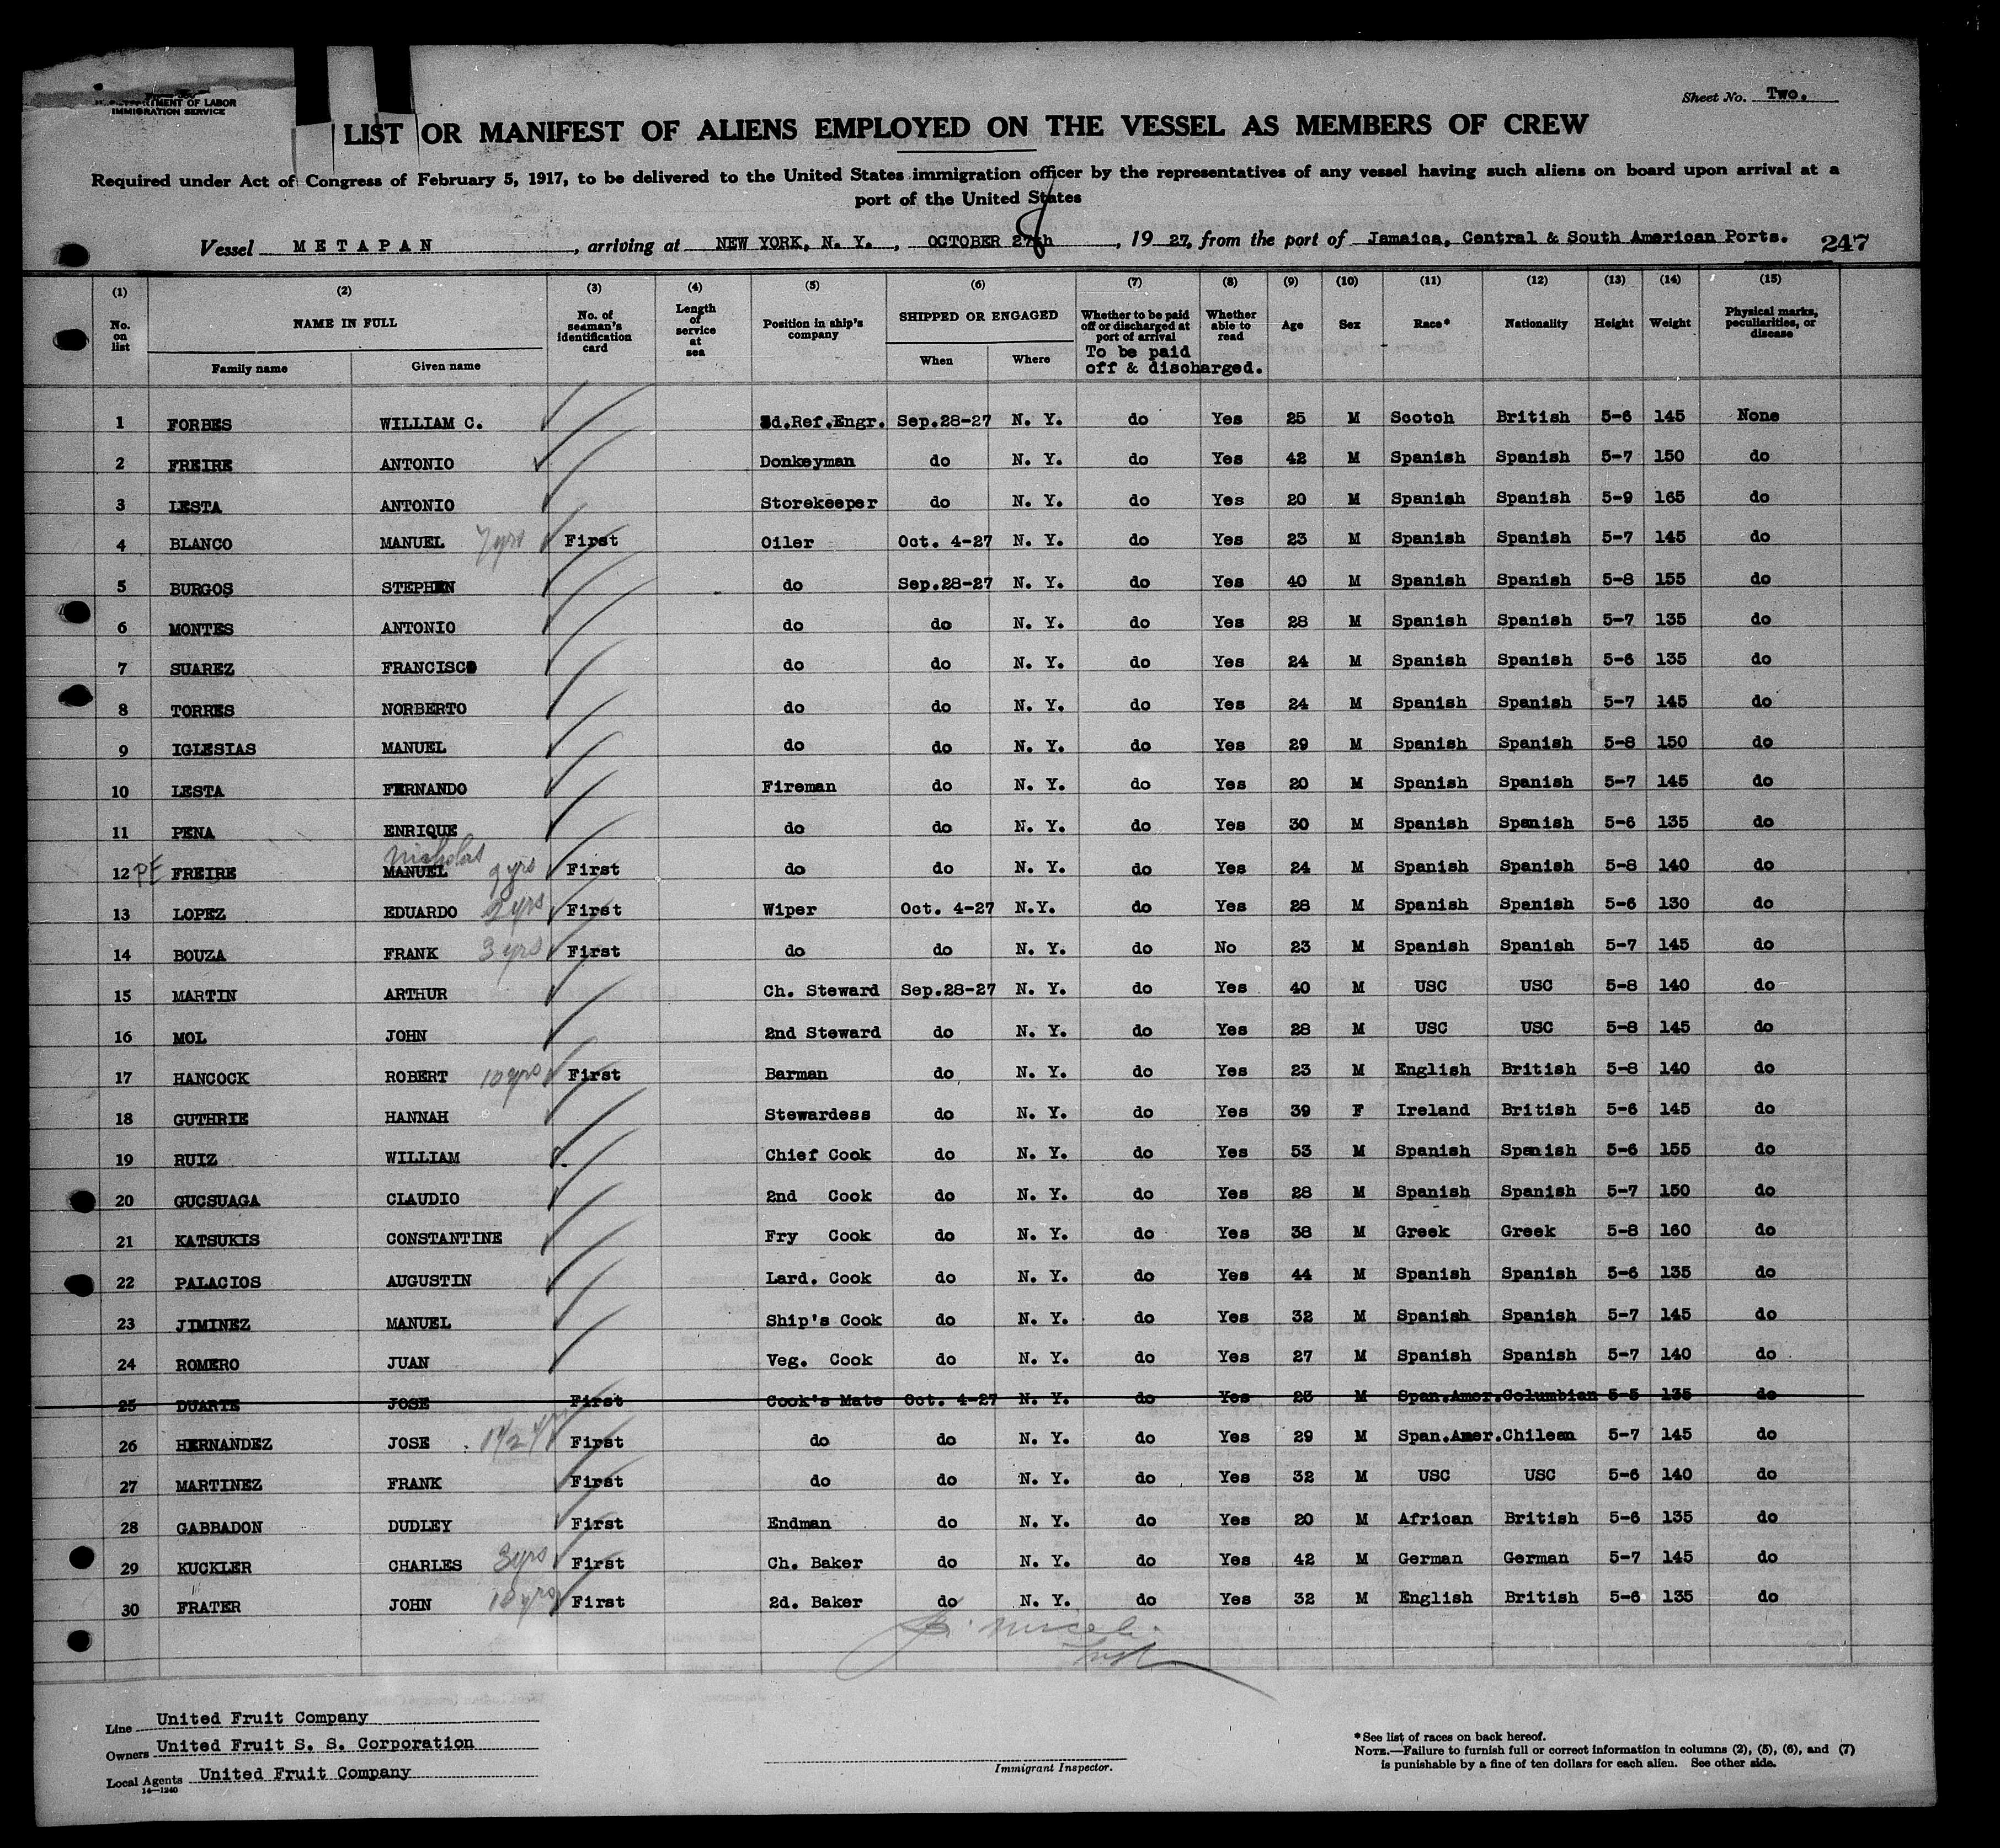 DEPARTMENT OF LABOR
IMMIGRATION SERVICE
Sheet No. Two.
LIST OR MANIFEST OF ALIENS EMPLOYED ON THE VESSEL AS MEMBERS OF CREW
Required under Act of Congress of February 5, 1917, to be delivered to the United States immigration officer by the representatives of any vessel having such aliens on board upon arrival at a
port of the United States
Vessel METAPAN, arriving at NEW YORK, N. Y., OCTOBER 27th 8, 1927, from the port of Jamaica, Central & South American Ports. 247
(1) (2) (3) (4) (5) (6) (7) (8) (9) (10) (11) (12) (13) (14) (15)
No. on list NAME IN FULL Family name Given name No. of seaman's identification card Length of service at sea Position in ship's company SHIPPED OR ENGAGED When Where Whether to be paid off or discharged at port of arrival Whether able to read Age Sex Race* Nationality Height Weight Physical marks, peculiarities, or disease
To be paid
off & discharged.
1 FORBES WILLIAM C. 3d.Ref.Engr. Sep.28-27 N. Y. do Yes 25 M Scotch British 5-6 145 None
2 FREIRE ANTONIO Donkeyman do N. Y. do Yes 42 M Spanish Spanish 5-7 150 do
3 LESTA ANTONIO Storekeeper do N. Y. do Yes 20 M Spanish Spanish 5-9 165 do
4 BLANCO MANUEL 7 yrs First Oiler Oct. 4-27 N. Y. do Yes 23 M Spanish Spanish 5-7 145 do
5 BURGOS STEPHEN do Sep.28-27 N. Y. do Yes 40 M Spanish Spanish 5-8 155 do
6 MONTES ANTONIO do do N. Y. do Yes 28 M Spanish Spanish 5-7 135 do
7 SUAREZ FRANCISCO do do N. Y. do Yes 24 M Spanish Spanish 5-6 135 do
8 TORRES NORBERTO do do N. Y. do Yes 24 M Spanish Spanish 5-7 145 do
9 IGLESIAS MANUEL do do N. Y. do Yes 29 M Spanish Spanish 5-8 150 do
10 LESTA FERNANDO Fireman do N. Y. do Yes 20 M Spanish Spanish 5-7 145 do
11 PENA ENRIQUE do do N. Y. do Yes 30 M Spanish Spanish 5-6 135 do
Nicholas
12 PE FREIRE MANUEL 9 yrs First do do N. Y. do Yes 24 M Spanish Spanish 5-8 140 do
13 LOPEZ EDUARDO 2 yrs First Wiper Oct. 4-27 N.Y. do Yes 28 M Spanish Spanish 5-6 130 do
14 BOUZA FRANK 3 yrs First do do N. Y. do No 23 M Spanish Spanish 5-7 145 do
15 MARTIN ARTHUR Ch. Steward Sep.28-27 N. Y. do Yes 40 M USC USC 5-8 140 do
16 MOL JOHN 2nd Steward do N. Y. do Yes 28 M USC USC 5-8 145 do
17 HANCOCK ROBERT 10 yrs First Barman do N. Y. do Yes 23 M English British 5-8 140 do
18 GUTHRIE HANNAH Stewardess do N. Y. do Yes 39 F Ireland British 5-6 145 do
19 RUIZ WILLIAM Chief Cook do N. Y. do Yes 53 M Spanish Spanish 5-6 155 do
20 GUCSUAGA CLAUDIO 2nd Cook do N. Y. do Yes 28 M Spanish Spanish 5-7 150 do
21 KATSUKIS CONSTANTINE Fry Cook do N. Y. do Yes 38 M Greek Greek 5-8 160 do
22 PALACIOS AUGUSTIN Lard. Cook do N. Y. do Yes 44 M Spanish Spanish 5-6 135 do
23 JIMINEZ MANUEL Ship's Cook do N. Y. do Yes 32 M Spanish Spanish 5-7 145 do
24 ROMERO JUAN Veg. Cook do N. Y. do Yes 27 M Spanish Spanish 5-7 140 do
25 DUARTE JOSE First Cook's Mate Oct. 4-27 N. Y. do Yes 23 M Span.Amer. Columbian 5-5 135 do
26 HERNANDEZ JOSE 1 1/2 yrs First do do N. Y. do Yes 29 M Span.Amer. Chilean 5-7 145 do
27 MARTINEZ FRANK First do do N. Y. do Yes 32 M USC USC 5-6 140 do
28 GABBADON DUDLEY First Endman do N. Y. do Yes 20 M African British 5-6 135 do
29 KUCKLER CHARLES 3 yrs First Ch. Baker do N. Y. do Yes 42 M German German 5-7 145 do
30 FRATER JOHN 10 yrs First 2d. Baker do N. Y. do Yes 32 M English British 5-6 135 do
Line United Fruit Company
Owners United Fruit S. S. Corporation
Local Agents United Fruit Company
14—1240
Immigrant Inspector.
*See list of races on back hereof.
NOTE.—Failure to furnish full or correct information in columns (2), (5), (6), and (7)
is punishable by a fine of ten dollars for each alien. See other side.